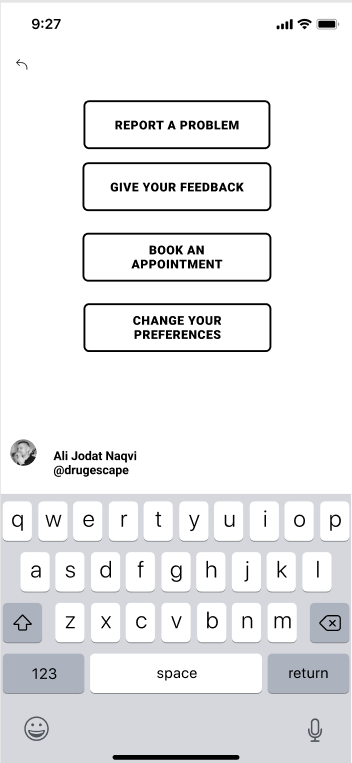 9:27
REPORT A PROBLEM
GIVE YOUR FEEDBACK
BOOK AN
APPOINTMENT
CHANGE YOUR
PREFERENCES
Ali Jodat Naqvi
@drugescape
q w e r t y u i o p
a s d f g h j k l
z x c v b n m
123 space return